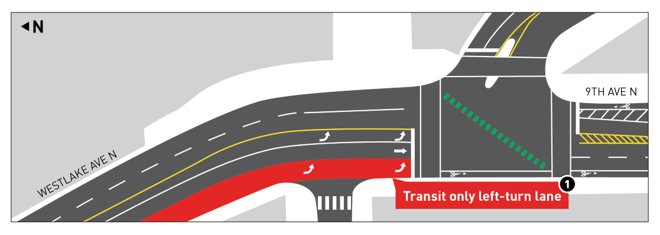 ◄N
9TH AVE N
WESTLAKE AVE N
1
Transit only left-turn lane